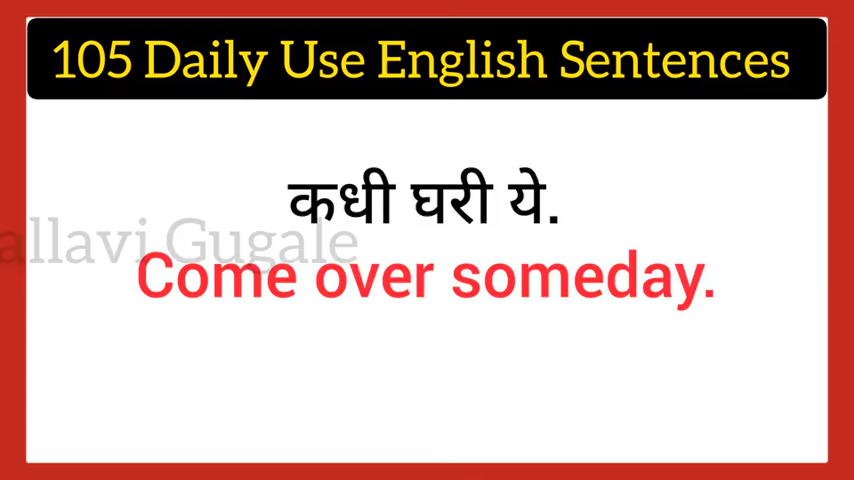 105 Daily Use English Sentences
कधी घरी ये.
allavi Gugale
Come over someday.